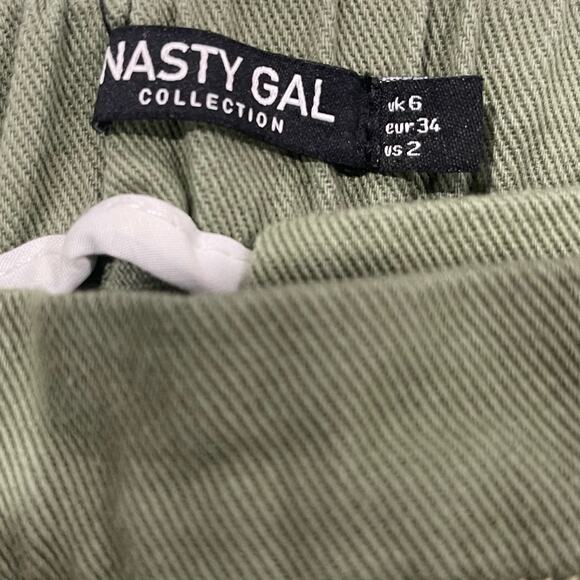 NASTY GAL
COLLECTION
uk 6
eur 34
us 2